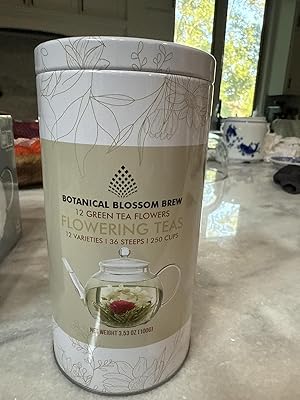 BOTANICAL BLOSSOM BREW
12 GREEN TEA FLOWERS
FLOWERING TEAS
12 VARIETIES | 36 STEEPS | 250 CUPS
NET WEIGHT 3.53 OZ (100G)